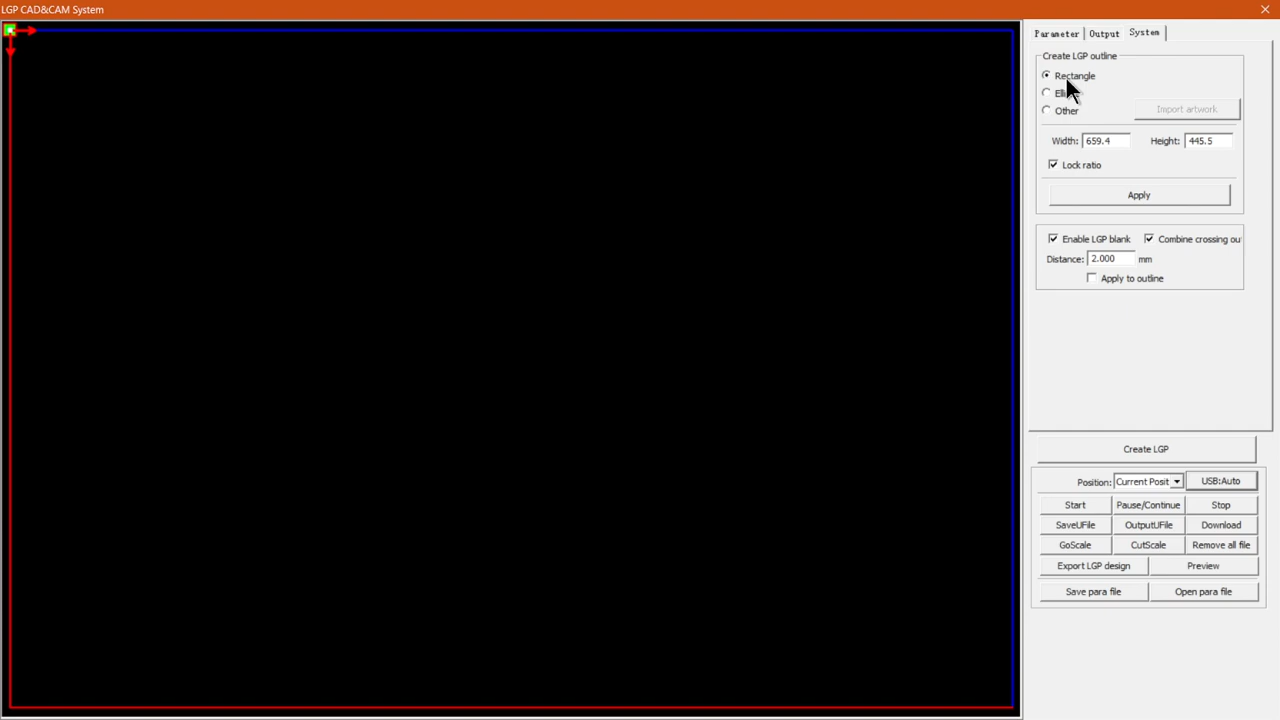 LGP CAD&CAM System
Parameter Output System
Create LGP outline
Rectangle
Other Import artwork
Width: 659.4 Height: 445.5
Lock ratio
Apply
Enable LGP blank Combine crossing ou
Distance: 2.000 mm
Apply to outline
Create LGP
Position: Current Posit USB:Auto
Start Pause/Continue Stop
SaveUFile OutputUFile Download
GoScale CutScale Remove all file
Export LGP design Preview
Save para file Open para file